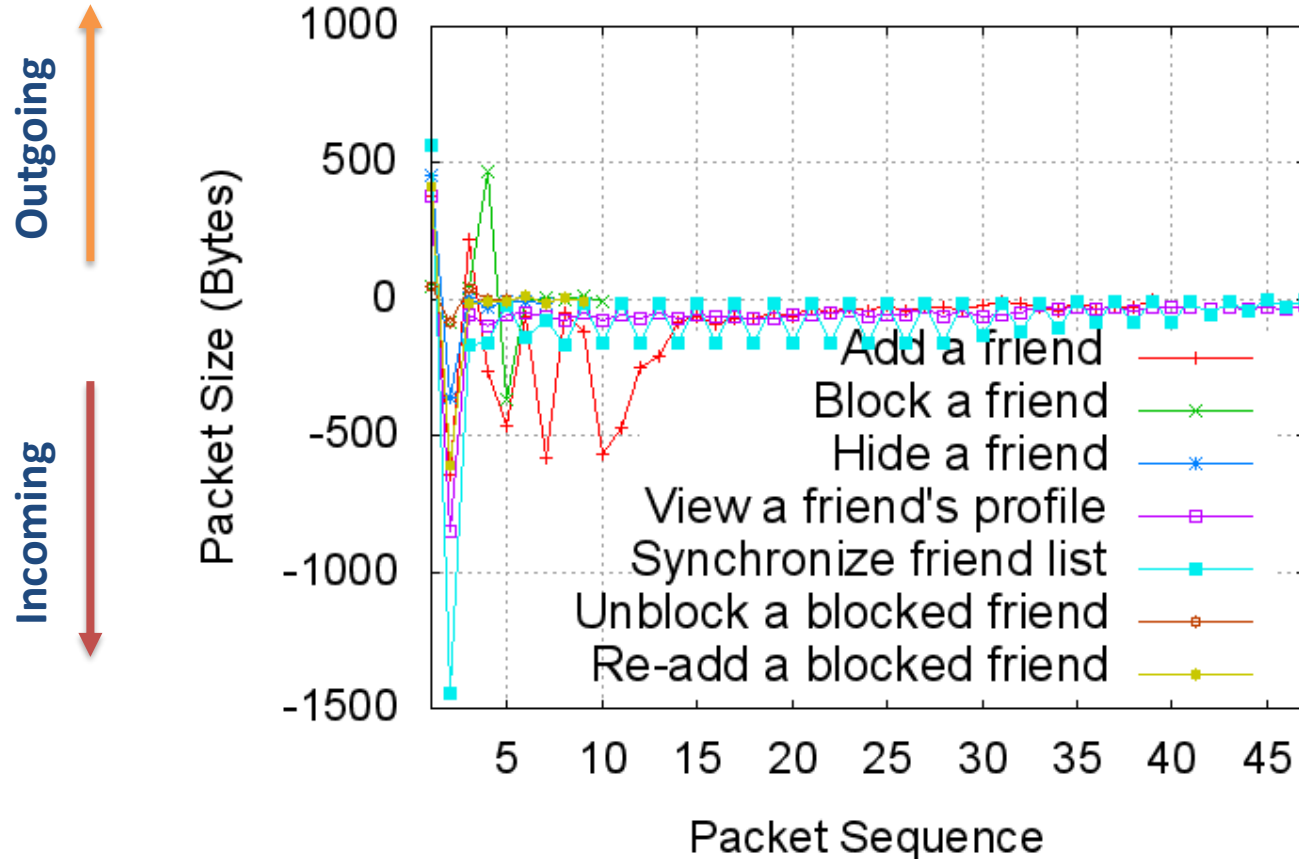 Outgoing
Incoming
Packet Size (Bytes)
1000
500
0
-500
-1000
-1500
Add a friend
Block a friend
Hide a friend
View a friend's profile
Synchronize friend list
Unblock a blocked friend
Re-add a blocked friend
5 10 15 20 25 30 35 40 45
Packet Sequence